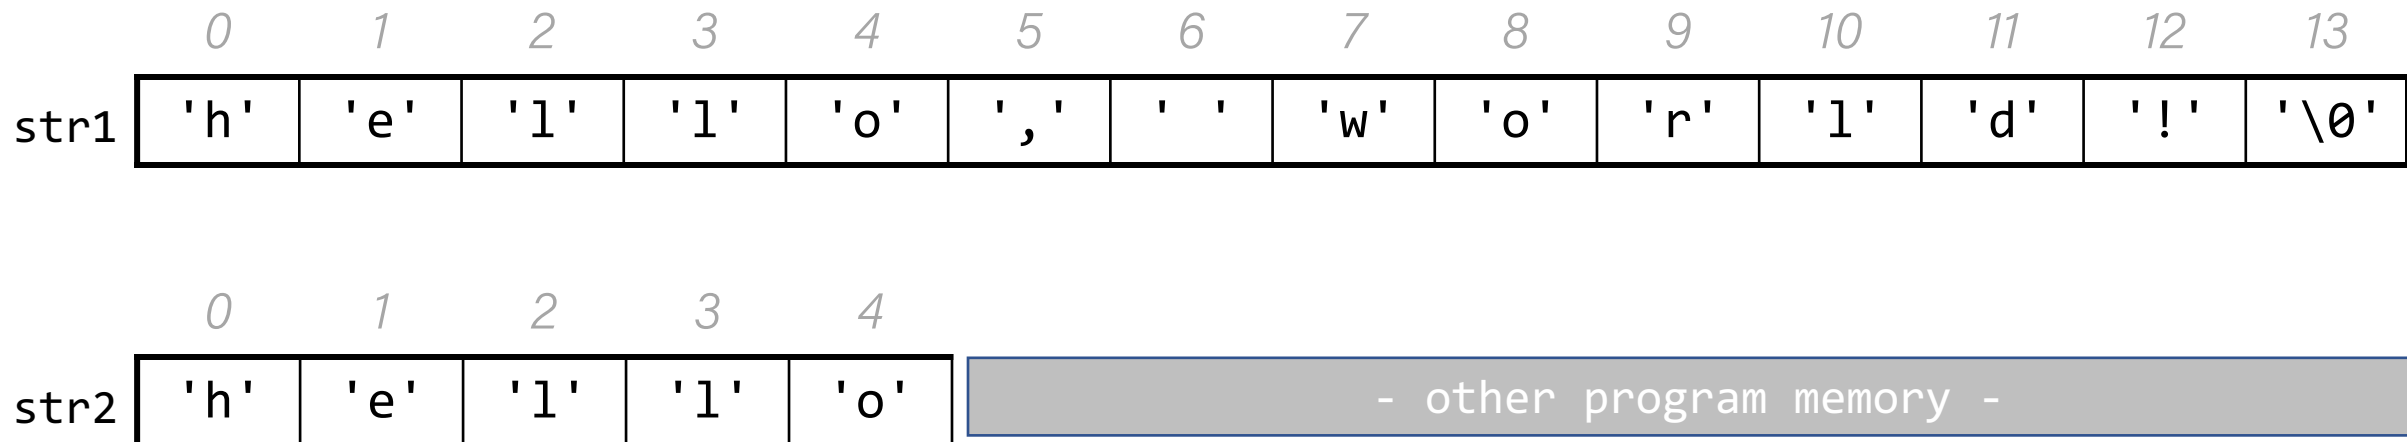 0 1 2 3 4 5 6 7 8 9 10 11 12 13
str1 'h' 'e' 'l' 'l' 'o' ',' ' ' 'w' 'o' 'r' 'l' 'd' '!' '\0'
0 1 2 3 4
str2 'h' 'e' 'l' 'l' 'o' - other program memory -